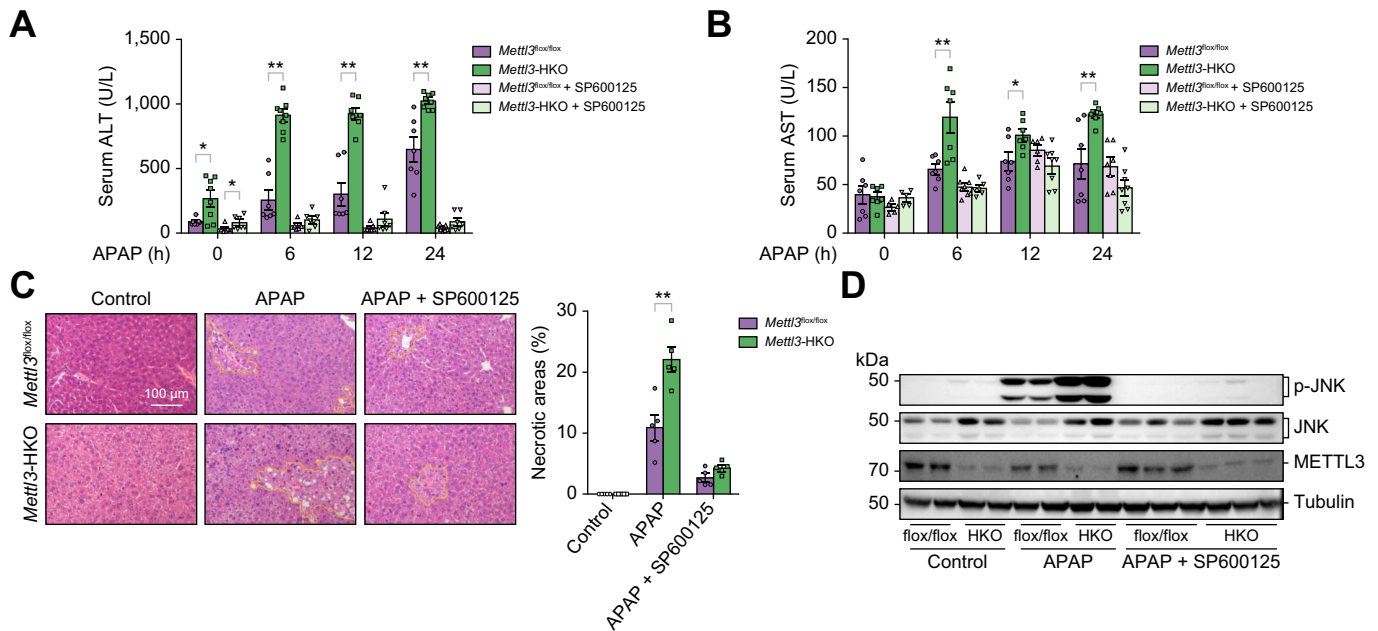 A
1,500
1,000
500
0
Serum ALT (U/L)
**
**
**
*
*
APAP (h)
0
6
12
24
Mettl3flox/flox
Mettl3-HKO
Mettl3flox/flox + SP600125
Mettl3-HKO + SP600125
B
200
150
100
50
0
Serum AST (U/L)
**
*
**
APAP (h)
0
6
12
24
Mettl3flox/flox
Mettl3-HKO
Mettl3flox/flox + SP600125
Mettl3-HKO + SP600125
C
Control
APAP
APAP + SP600125
Mettl3flox/flox
100 µm
Mettl3-HKO
30
20
10
0
Necrotic areas (%)
**
Control
APAP
APAP + SP600125
Mettl3flox/flox
Mettl3-HKO
D
kDa
50
p-JNK
50
JNK
70
METTL3
50
Tubulin
flox/flox HKO flox/flox HKO flox/flox HKO
Control APAP APAP + SP600125